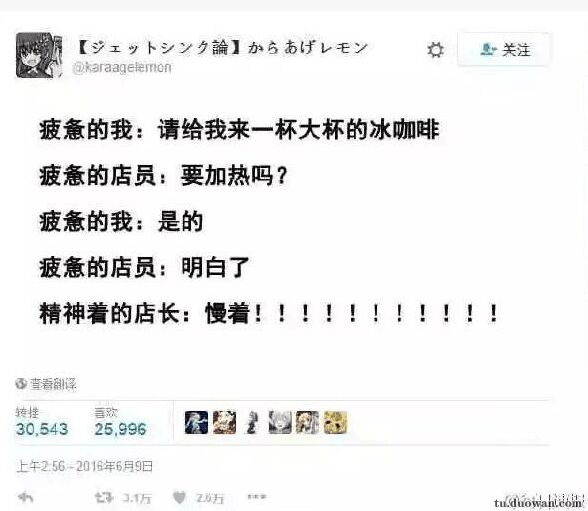 【ジェットシンク論】からあげレモン
@karaagelemon
关注
疲惫的我：请给我来一杯大杯的冰咖啡
疲惫的店员：要加热吗？
疲惫的我：是的
疲惫的店员：明白了
精神着的店长：慢着！！！！！！！！！！！
查看翻译
转推 喜欢
30,543 25,996
上午2:56 - 2016年6月9日
3.1万 2.6万
tu.duowan.com